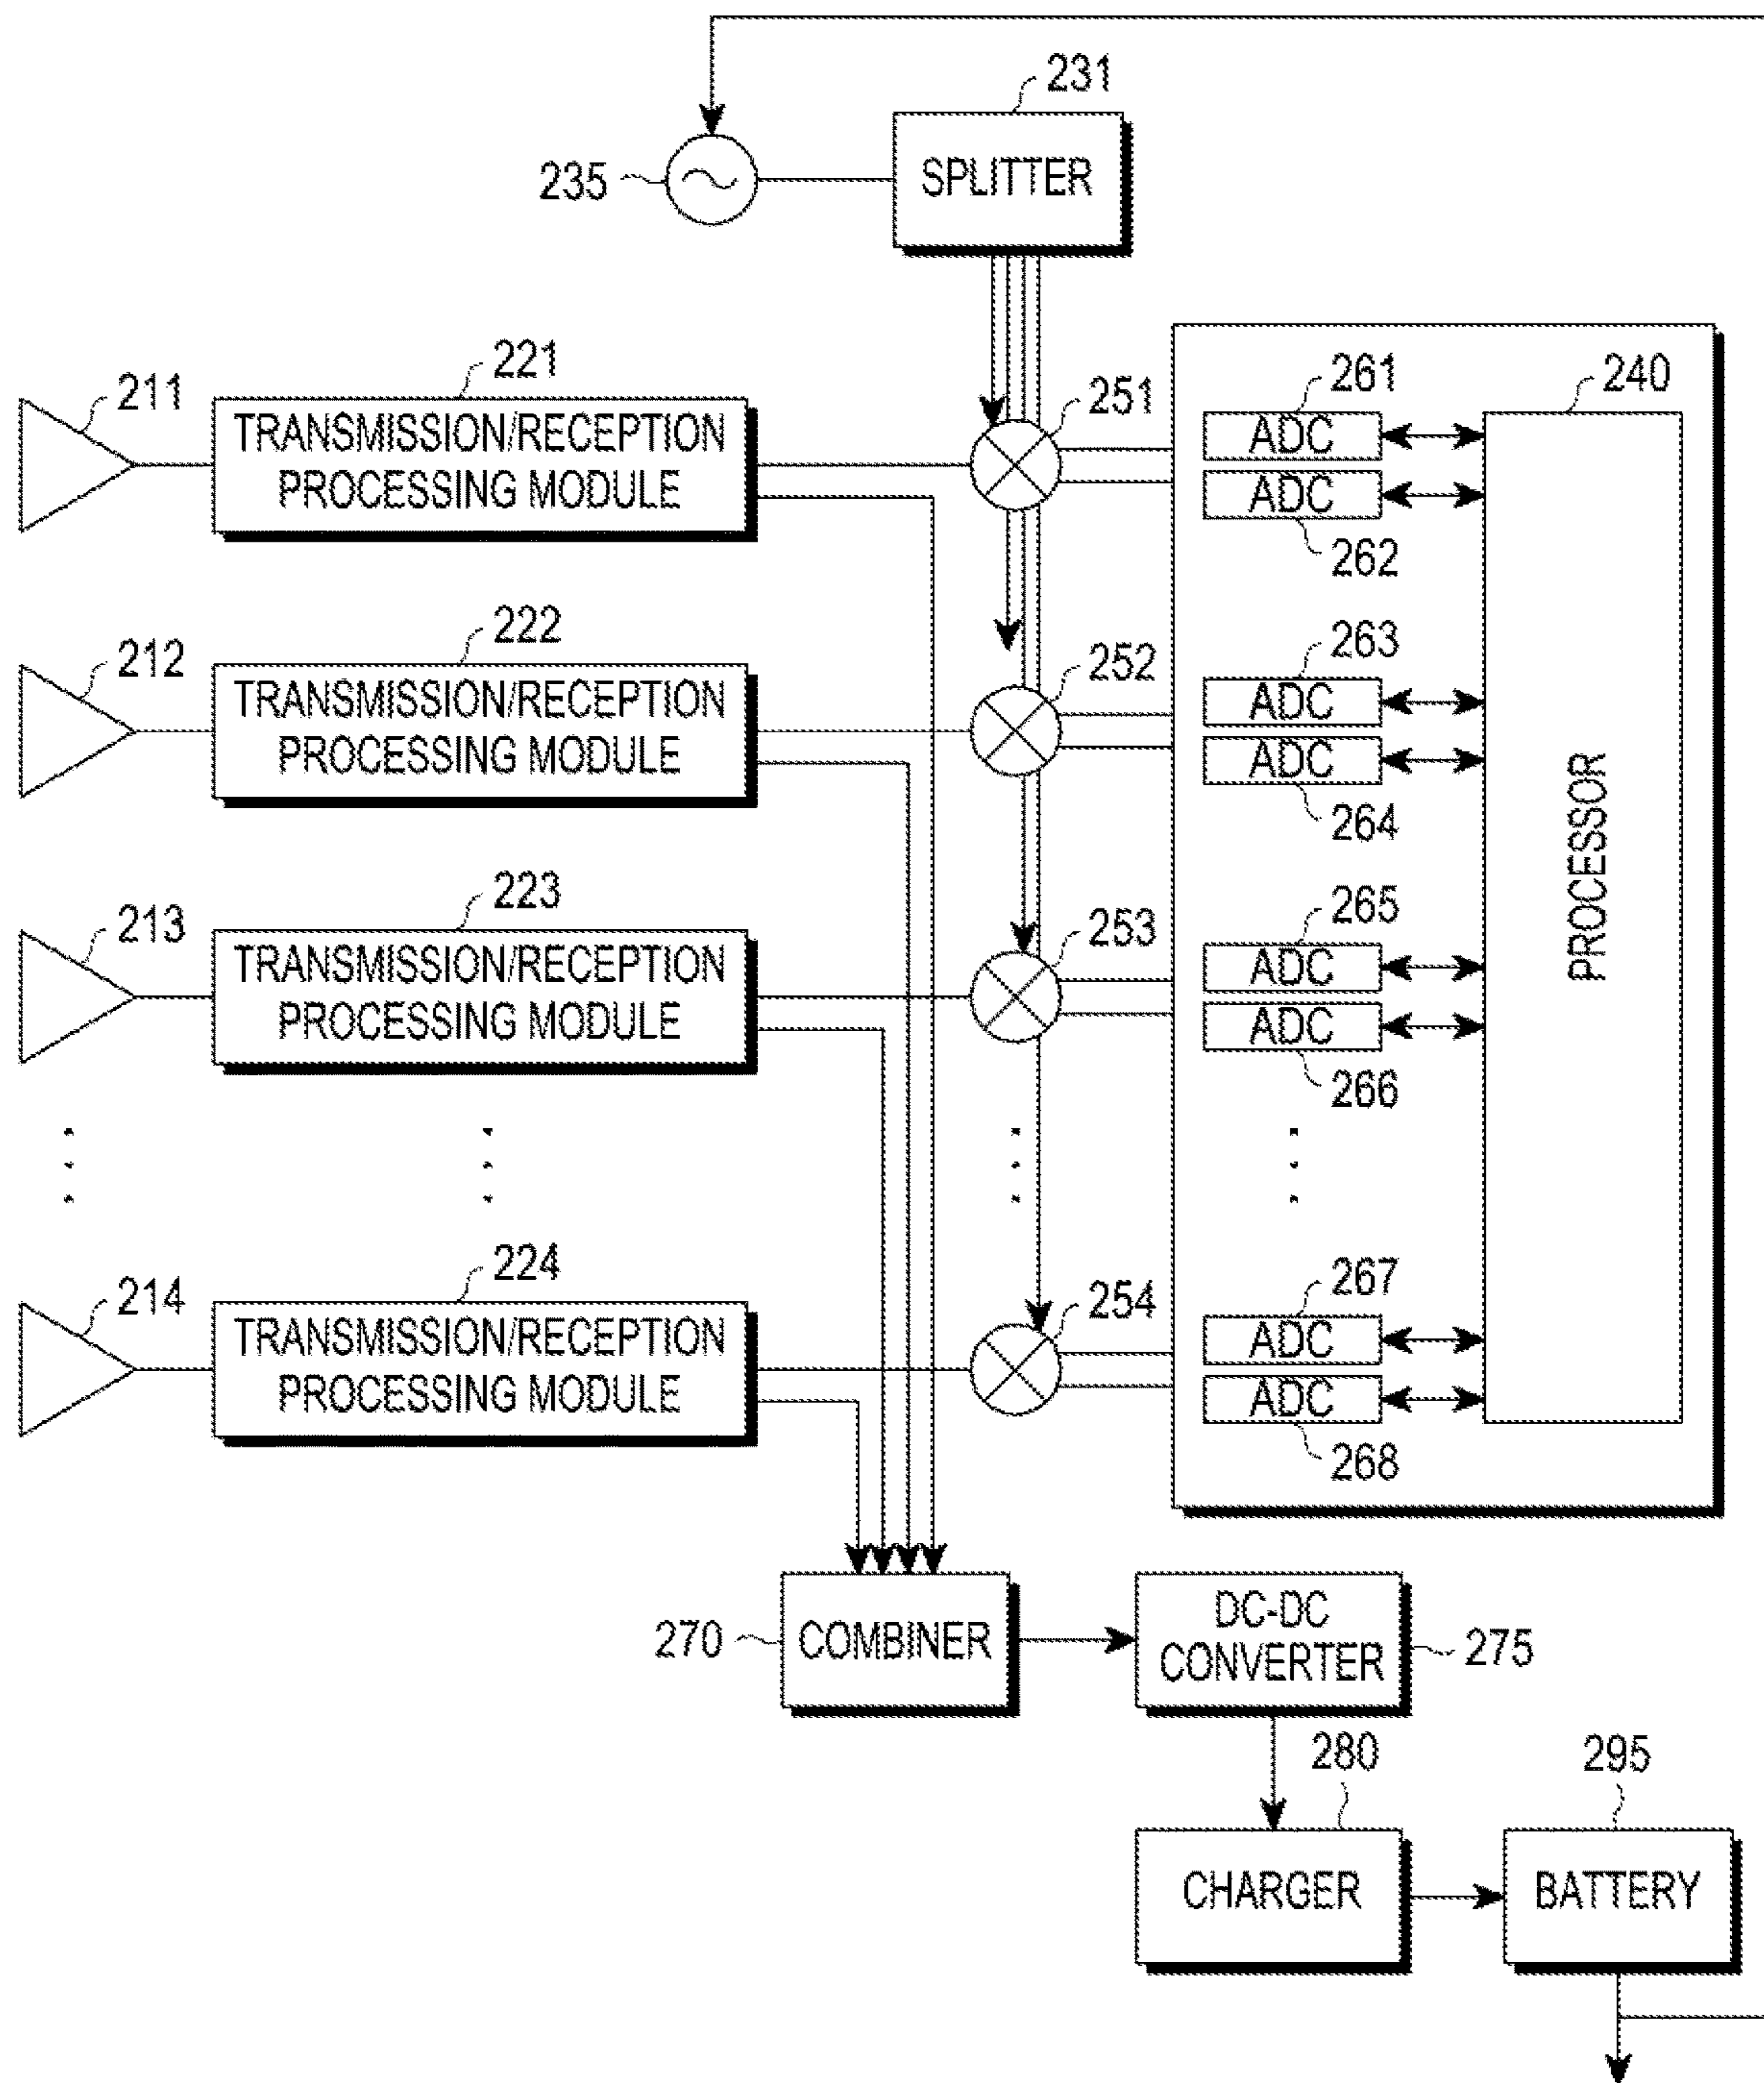 231
235
SPLITTER
211
221
TRANSMISSION/RECEPTION
PROCESSING MODULE
251
261
ADC
ADC
262
240
PROCESSOR
212
222
TRANSMISSION/RECEPTION
PROCESSING MODULE
252
263
ADC
ADC
264
213
223
TRANSMISSION/RECEPTION
PROCESSING MODULE
253
265
ADC
ADC
266
214
224
TRANSMISSION/RECEPTION
PROCESSING MODULE
254
267
ADC
ADC
268
270
COMBINER
DC-DC
CONVERTER
275
280
CHARGER
295
BATTERY